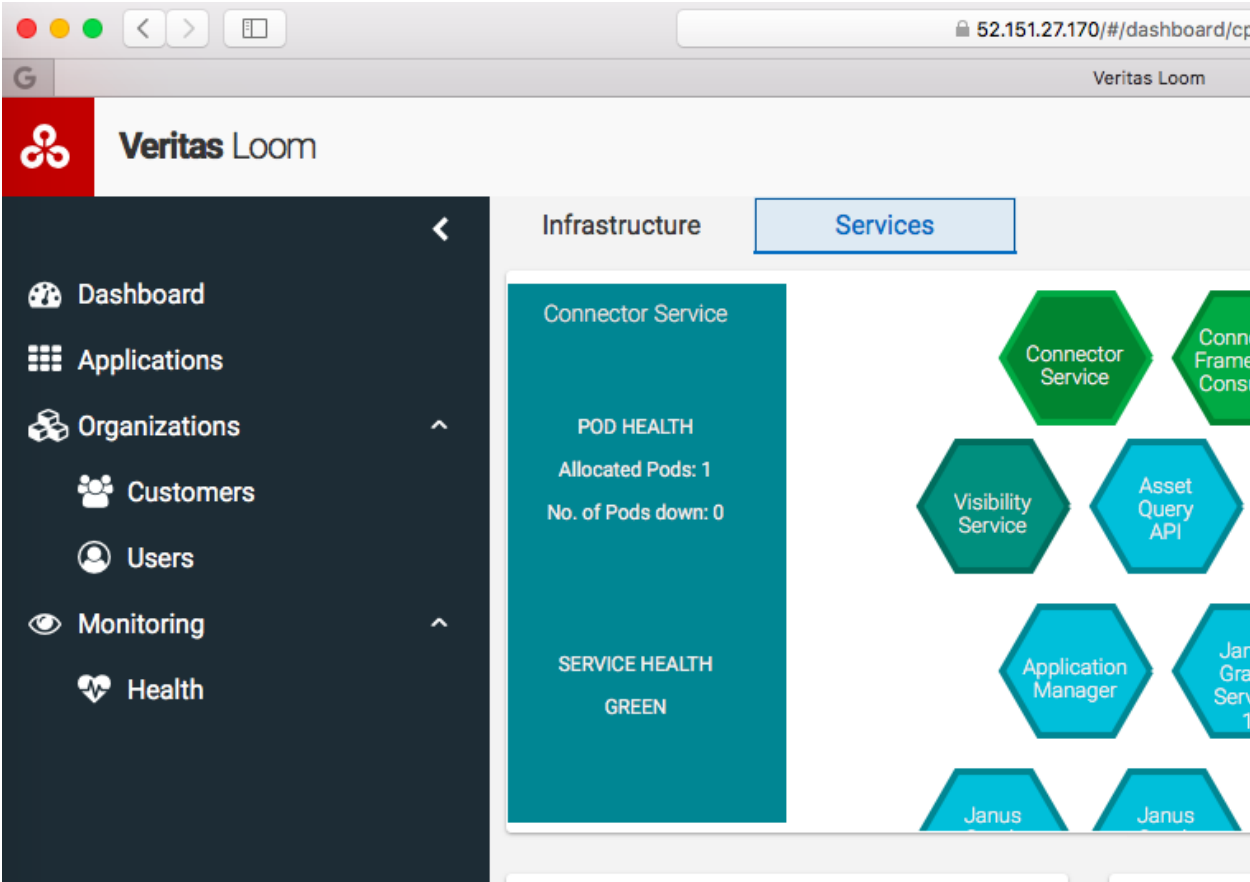 52.151.27.170/#/dashboard/cp
G
Veritas Loom
Veritas Loom
Infrastructure
Services
Dashboard
Applications
Organizations
Customers
Users
Monitoring
Health
Connector Service
POD HEALTH
Allocated Pods: 1
No. of Pods down: 0
SERVICE HEALTH
GREEN
Connector
Service
Visibility
Service
Asset
Query
API
Application
Manager
Janus
Janus